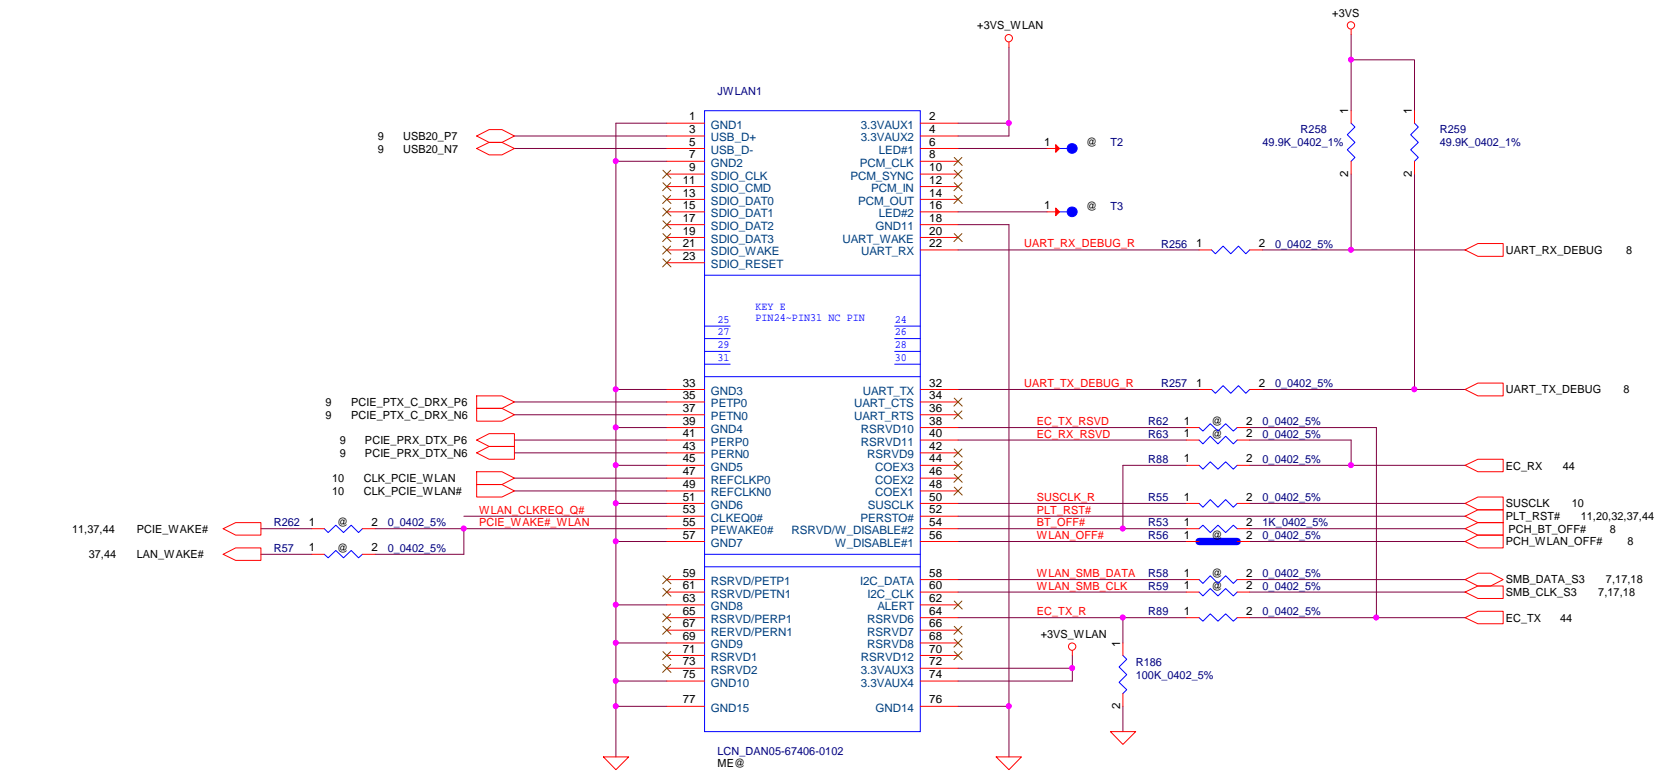 +3VS_WLAN
+3VS
JWLAN1
1 GND1 3.3VAUX1 2
9 USB20_P7 3 USB_D+ 3.3VAUX2 4
9 USB20_N7 5 USB_D- LED#1 6 1 @ T2
7 GND2 PCM_CLK 8
9 SDIO_CLK PCM_SYNC 10
11 SDIO_CMD PCM_IN 12
13 SDIO_DAT0 PCM_OUT 14
15 SDIO_DAT1 LED#2 16 1 @ T3
17 SDIO_DAT2 GND11 18
19 SDIO_DAT3 UART_WAKE 20
21 SDIO_WAKE UART_RX 22 UART_RX_DEBUG_R R256 1 2 0_0402_5% UART_RX_DEBUG 8
23 SDIO_RESET
1 R258 49.9K_0402_1% 2
1 R259 49.9K_0402_1% 2
KEY E
PIN24~PIN31 NC PIN
25 24
27 26
29 28
31 30
33 GND3 UART_TX 32 UART_TX_DEBUG_R R257 1 2 0_0402_5% UART_TX_DEBUG 8
9 PCIE_PTX_C_DRX_P6 35 PETP0 UART_CTS 34
9 PCIE_PTX_C_DRX_N6 37 PETN0 UART_RTS 36
39 GND4 RSRVD10 38 EC_TX_RSVD R62 1 @ 2 0_0402_5%
9 PCIE_PRX_DTX_P6 41 PERP0 RSRVD11 40 EC_RX_RSVD R63 1 @ 2 0_0402_5%
9 PCIE_PRX_DTX_N6 43 PERN0 RSRVD9 42
45 GND5 COEX3 44 R88 1 2 0_0402_5% EC_RX 44
10 CLK_PCIE_WLAN 47 REFCLKP0 COEX2 46
10 CLK_PCIE_WLAN# 49 REFCLKN0 COEX1 48
51 GND6 SUSCLK 50 SUSCLK_R R55 1 2 0_0402_5% SUSCLK 10
WLAN_CLKREQ_Q# 53 CLKEQ0# PERSTO# 52 PLT_RST# PLT_RST# 11,20,32,37,44
11,37,44 PCIE_WAKE# R262 1 @ 2 0_0402_5% PCIE_WAKE#_WLAN 55 PEWAKE0# RSRVD/W_DISABLE#2 54 BT_OFF# R53 1 @ 2 1K_0402_5% PCH_BT_OFF# 8
57 GND7 W_DISABLE#1 56 WLAN_OFF# R56 1 @ 2 0_0402_5% PCH_WLAN_OFF# 8
37,44 LAN_WAKE# R57 1 @ 2 0_0402_5%
59 RSRVD/PETP1 I2C_DATA 58 WLAN_SMB_DATA R58 1 @ 2 0_0402_5% SMB_DATA_S3 7,17,18
61 RSRVD/PETN1 I2C_CLK 60 WLAN_SMB_CLK R59 1 @ 2 0_0402_5% SMB_CLK_S3 7,17,18
63 GND8 ALERT 62
65 RSRVD/PERP1 RSRVD6 64 EC_TX_R R89 1 2 0_0402_5% EC_TX 44
67 RERVD/PERN1 RSRVD7 66
69 GND9 RSRVD8 68
71 RSRVD1 RSRVD12 70
73 RSRVD2 3.3VAUX3 72
75 GND10 3.3VAUX4 74
77 GND15 GND14 76
+3VS_WLAN
1 R186 100K_0402_5% 2
LCN_DAN05-67406-0102
ME@